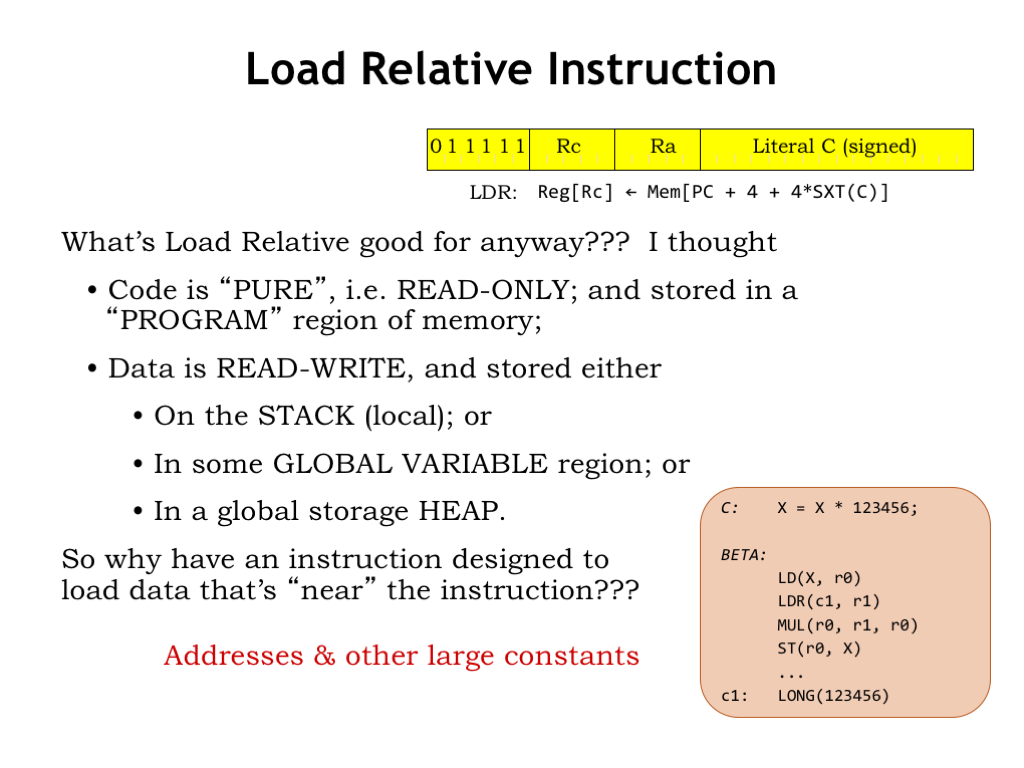 Load Relative Instruction
0 1 1 1 1 1 Rc Ra Literal C (signed)
LDR: Reg[Rc] ← Mem[PC + 4 + 4*SXT(C)]
What’s Load Relative good for anyway??? I thought
• Code is “PURE”, i.e. READ-ONLY; and stored in a
“PROGRAM” region of memory;
• Data is READ-WRITE, and stored either
• On the STACK (local); or
• In some GLOBAL VARIABLE region; or
• In a global storage HEAP.
So why have an instruction designed to
load data that’s “near” the instruction???
Addresses & other large constants
C: X = X * 123456;
BETA:
LD(X, r0)
LDR(c1, r1)
MUL(r0, r1, r0)
ST(r0, X)
...
c1: LONG(123456)